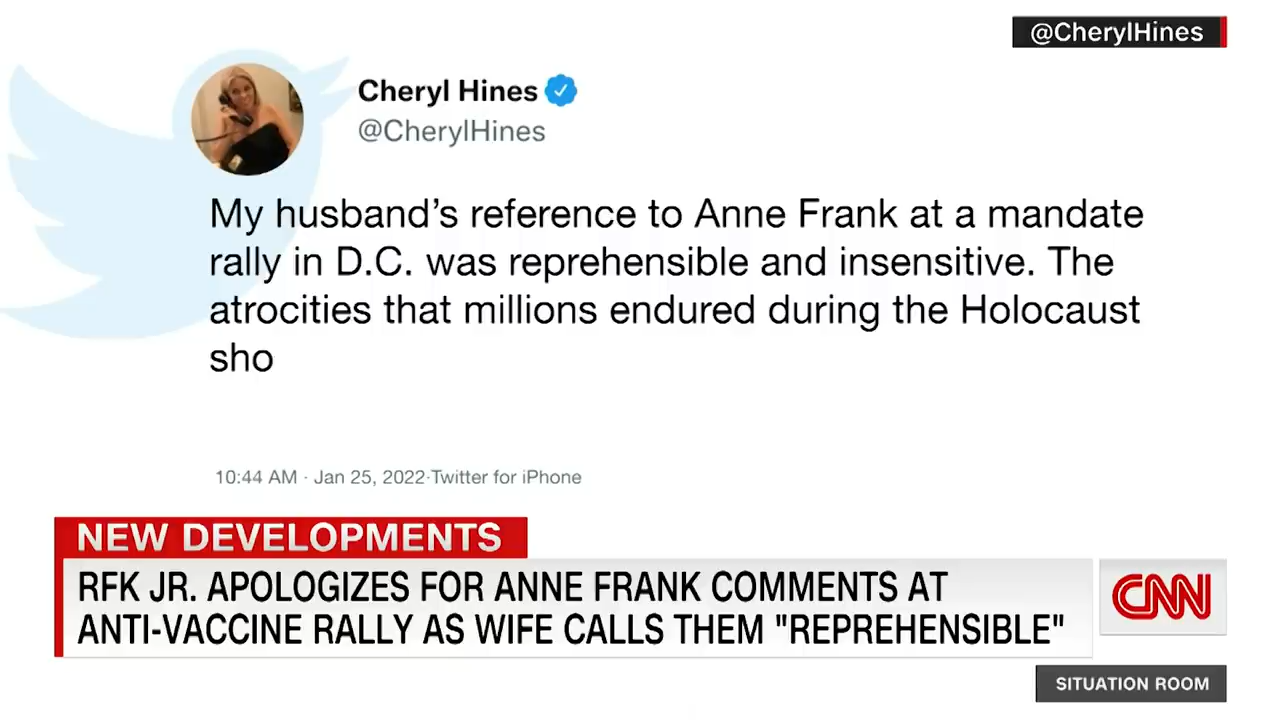 @CherylHines
Cheryl Hines
@CherylHines
My husband’s reference to Anne Frank at a mandate
rally in D.C. was reprehensible and insensitive. The
atrocities that millions endured during the Holocaust
sho
10:44 AM · Jan 25, 2022·Twitter for iPhone
NEW DEVELOPMENTS
RFK JR. APOLOGIZES FOR ANNE FRANK COMMENTS AT
ANTI-VACCINE RALLY AS WIFE CALLS THEM "REPREHENSIBLE"
CNN
SITUATION ROOM